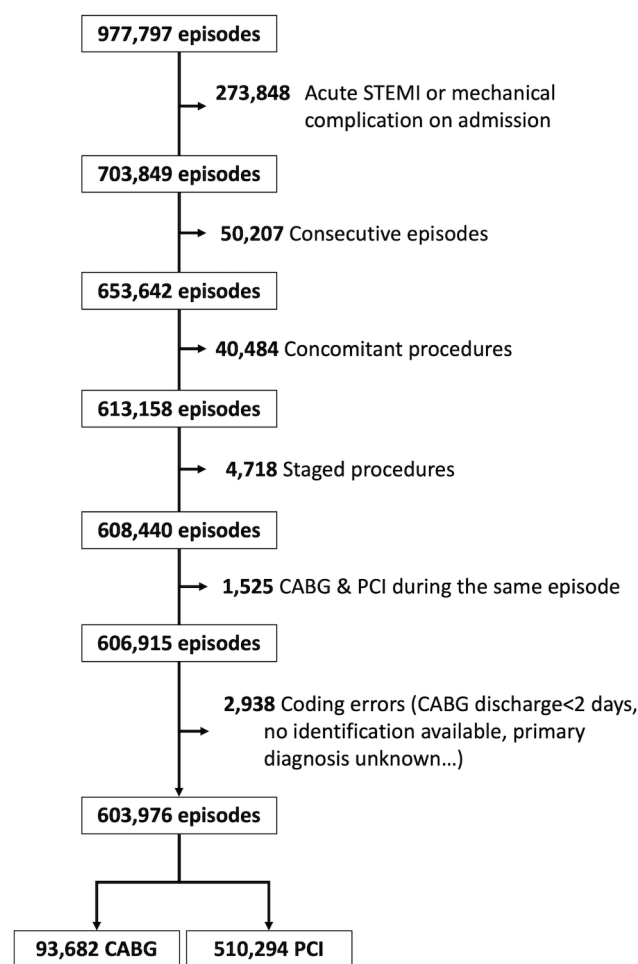 977,797 episodes
273,848 Acute STEMI or mechanical
complication on admission
703,849 episodes
50,207 Consecutive episodes
653,642 episodes
40,484 Concomitant procedures
613,158 episodes
4,718 Staged procedures
608,440 episodes
1,525 CABG & PCI during the same episode
606,915 episodes
2,938 Coding errors (CABG discharge<2 days,
no identification available, primary
diagnosis unknown…)
603,976 episodes
93,682 CABG
510,294 PCI